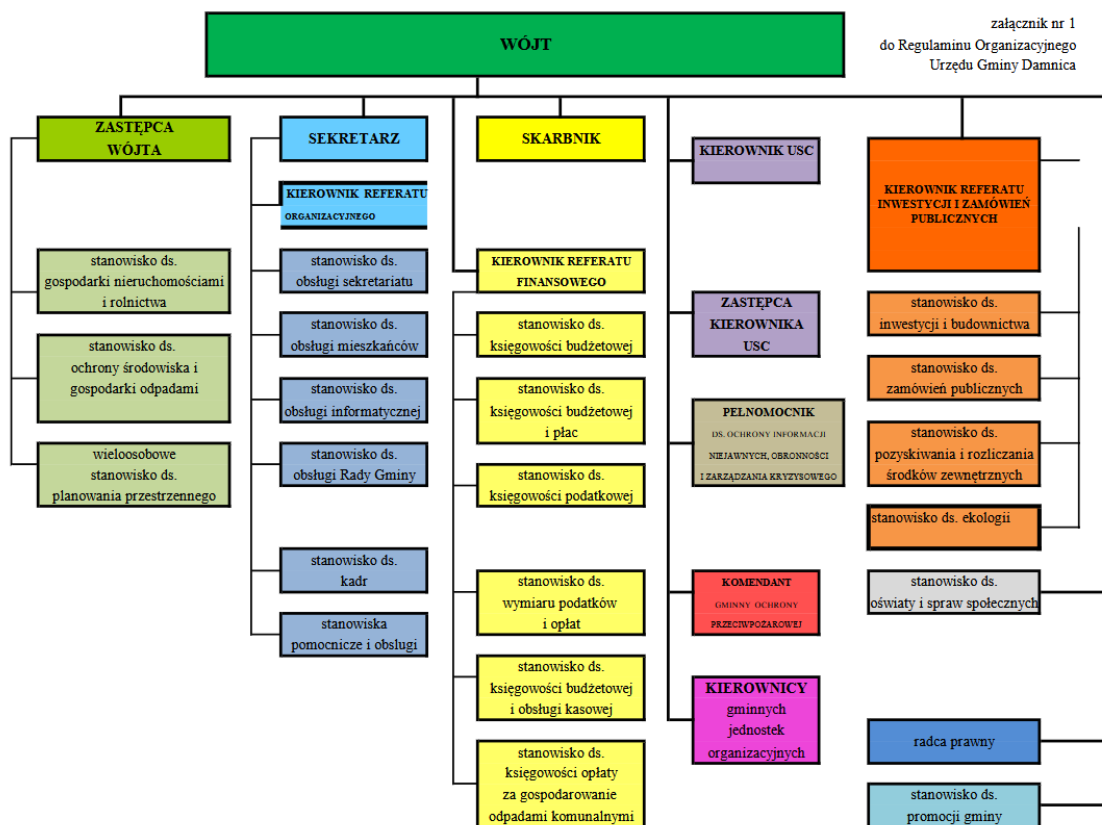 załącznik nr 1
do Regulaminu Organizacyjnego
Urzędu Gminy Damnica
WÓJT
ZASTĘPCA
WÓJTA
stanowisko ds.
gospodarki nieruchomościami
i rolnictwa
stanowisko ds.
ochrony środowiska i
gospodarki odpadami
wieloosobowe
stanowisko ds.
planowania przestrzennego
SEKRETARZ
KIEROWNIK REFERATU
ORGANIZACYJNEGO
stanowisko ds.
obsługi sekretariatu
stanowisko ds.
obsługi mieszkańców
stanowisko ds.
obsługi informatycznej
stanowisko ds.
obsługi Rady Gminy
stanowisko ds.
kadr
stanowiska
pomocnicze i obslugi
SKARBNIK
KIEROWNIK REFERATU
FINANSOWEGO
stanowisko ds.
księgowości budżetowej
stanowisko ds.
księgowości budżetowej
i płac
stanowisko ds.
księgowości podatkowej
stanowisko ds.
wymiaru podatków
i opłat
stanowisko ds.
księgowości budżetowej
i obsługi kasowej
stanowisko ds.
księgowości opłaty
za gospodarowanie
odpadami komunalnymi
KIEROWNIK USC
ZASTĘPCA
KIEROWNIKA
USC
PEŁNOMOCNIK
DS. OCHRONY INFORMACJI
NIEJAWNYCH, OBRONNOŚCI
I ZARZĄDZANIA KRYZYSOWEGO
KOMENDANT
GMINNY OCHRONY
PRZECIWPOŻAROWEJ
KIEROWNICY
gminnych
jednostek
organizacyjnych
KIEROWNIK REFERATU
INWESTYCJI I ZAMÓWIEŃ
PUBLICZNYCH
stanowisko ds.
inwestycji i budownictwa
stanowisko ds.
zamówień publicznych
stanowisko ds.
pozyskiwania i rozliczania
środków zewnętrznych
stanowisko ds. ekologii
stanowisko ds.
oświaty i spraw społecznych
radca prawny
stanowisko ds.
promocji gminy